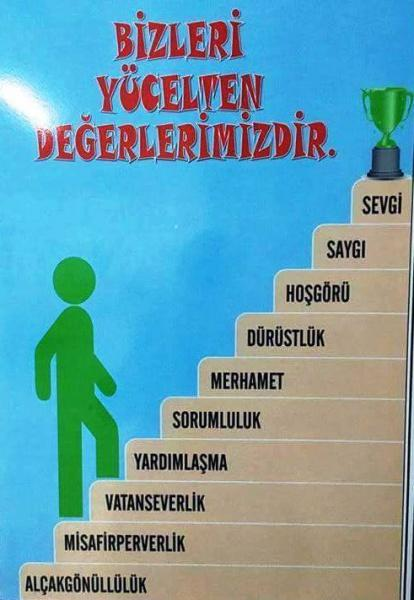 BİZLERİ
YÜCELTEN
DEĞERLERİMİZDİR.
SEVGİ
SAYGI
HOŞGÖRÜ
DÜRÜSTLÜK
MERHAMET
SORUMLULUK
YARDIMLAŞMA
VATANSEVERLİK
MİSAFİRPERVERLİK
ALÇAKGÖNÜLLÜLÜK